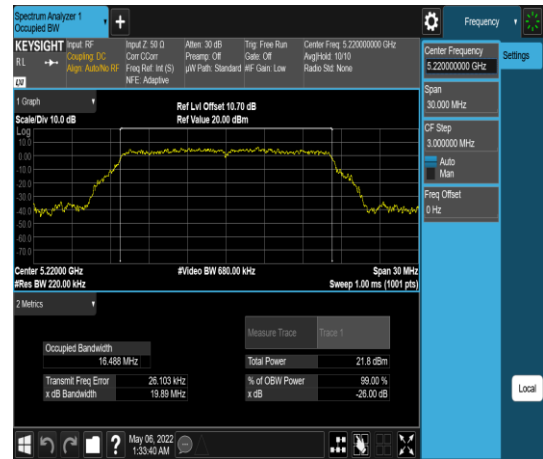 Spectrum Analyzer 1
Occupied BW
Frequency
KEYSIGHT
RL
Input: RF
Coupling: DC
Align: Auto/No RF
Input Z: 50 Ω
Corr CCorr
Freq Ref: Int (S)
NFE: Adaptive
Atten: 30 dB
Preamp: Off
µW Path: Standard
Trig: Free Run
Gate: Off
#IF Gain: Low
Center Freq: 5.220000000 GHz
Avg|Hold: 10/10
Radio Std: None
Center Frequency
5.220000000 GHz
Settings
Span
30.000 MHz
CF Step
3.000000 MHz
Auto
Man
Freq Offset
0 Hz
Local
1 Graph
Scale/Div 10.0 dB
Ref Lvl Offset 10.70 dB
Ref Value 20.00 dBm
Log
10.0
0.00
-10.0
-20.0
-30.0
-40.0
-50.0
-60.0
-70.0
Center 5.22000 GHz
#Res BW 220.00 kHz
#Video BW 680.00 kHz
Span 30 MHz
Sweep 1.00 ms (1001 pts)
2 Metrics
Measure Trace
Trace 1
Occupied Bandwidth
16.488 MHz
Total Power
21.8 dBm
Transmit Freq Error
26.103 kHz
% of OBW Power
99.00 %
x dB Bandwidth
19.89 MHz
x dB
-26.00 dB
May 06, 2022
1:33:40 AM